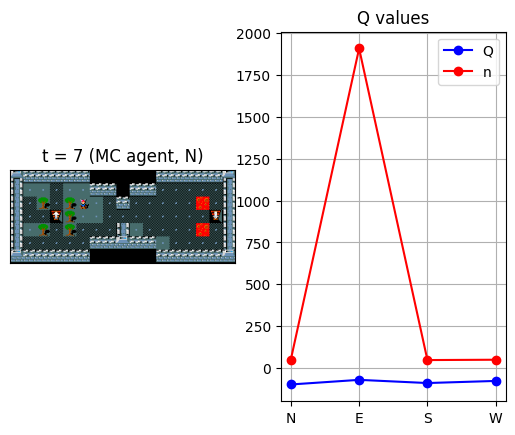 Q values
2000
Q
n
1750
1500
1250
t = 7 (MC agent, N)
1000
750
500
250
0
N
E
S
W